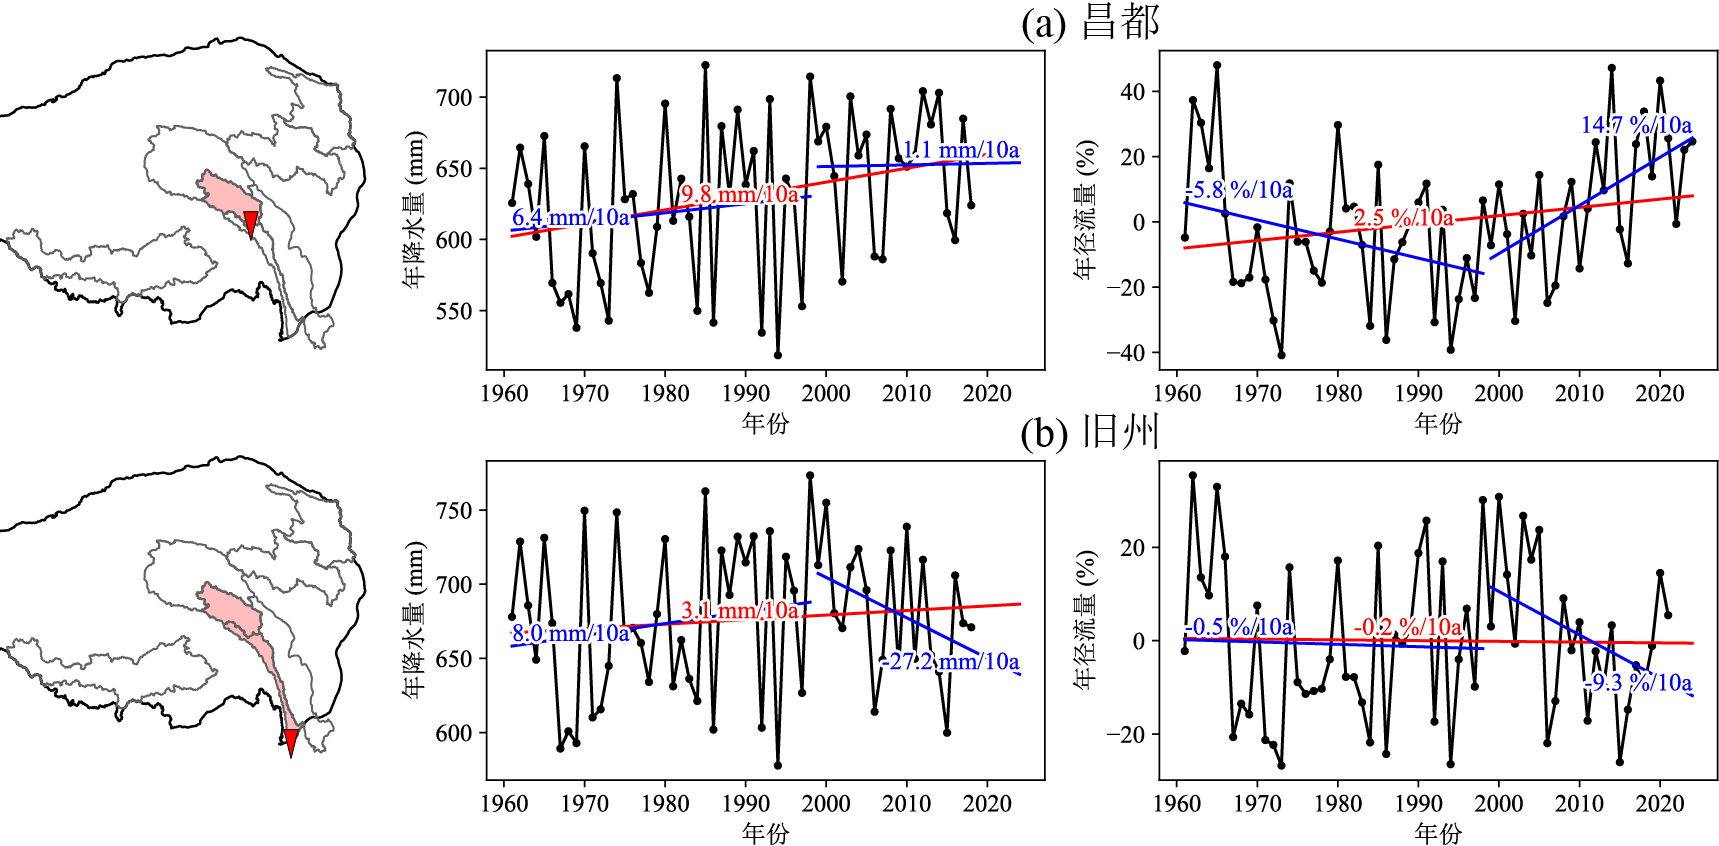 (a) 昌都
年降水量 (mm)
700
650
600
550
6.4 mm/10a
9.8 mm/10a
1.1 mm/10a
1960 1970 1980 1990 2000 2010 2020
年份
年径流量 (%)
40
20
0
−20
−40
-5.8 %/10a
2.5 %/10a
14.7 %/10a
1960 1970 1980 1990 2000 2010 2020
年份
(b) 旧州
年降水量 (mm)
750
700
650
600
8.0 mm/10a
3.1 mm/10a
-27.2 mm/10a
1960 1970 1980 1990 2000 2010 2020
年份
年径流量 (%)
20
0
−20
-0.5 %/10a
-0.2 %/10a
-9.3 %/10a
1960 1970 1980 1990 2000 2010 2020
年份